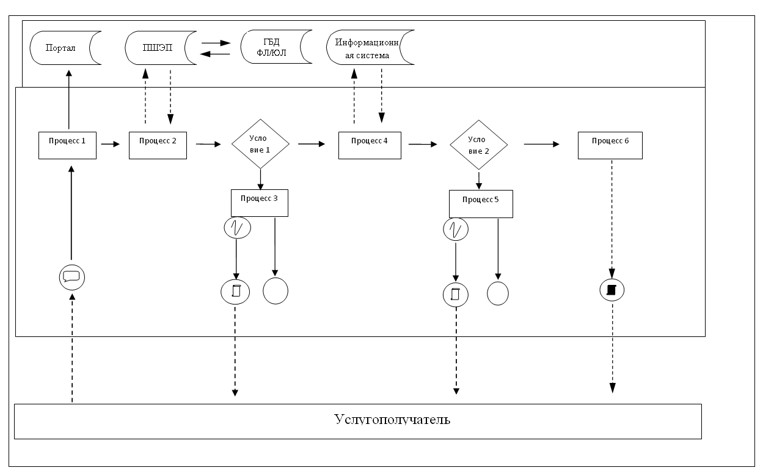 Портал
ПШЭП
ГБД
ФЛ/ЮЛ
Информационн
ая система
Процесс 1
Процесс 2
Усло
вие 1
Процесс 4
Усло
вие 2
Процесс 6
Процесс 3
Процесс 5
Услугополучатель